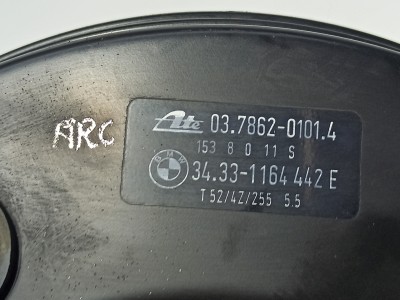 ARC
Ate 03.7862-0101.4
153 8 0 11 S
BMW 34.33-1164 442 E
T 52/4Z/255 5.5